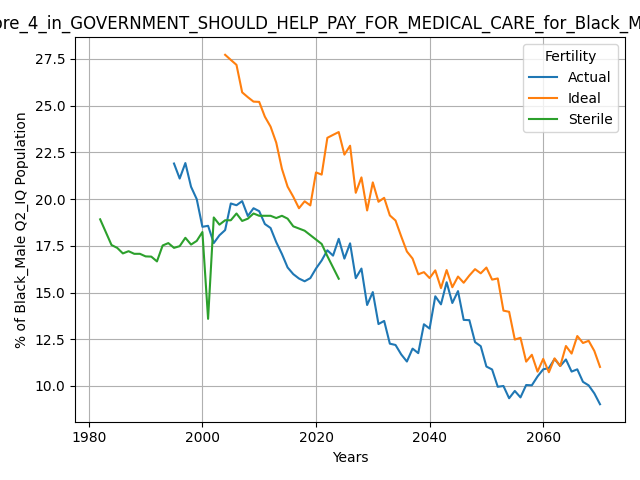 ore_4_in_GOVERNMENT_SHOULD_HELP_PAY_FOR_MEDICAL_CARE_for_Black_M
Fertility
Actual
Ideal
Sterile
% of Black_Male Q2_IQ Population
27.5
25.0
22.5
20.0
17.5
15.0
12.5
10.0
1980
2000
2020
2040
2060
Years